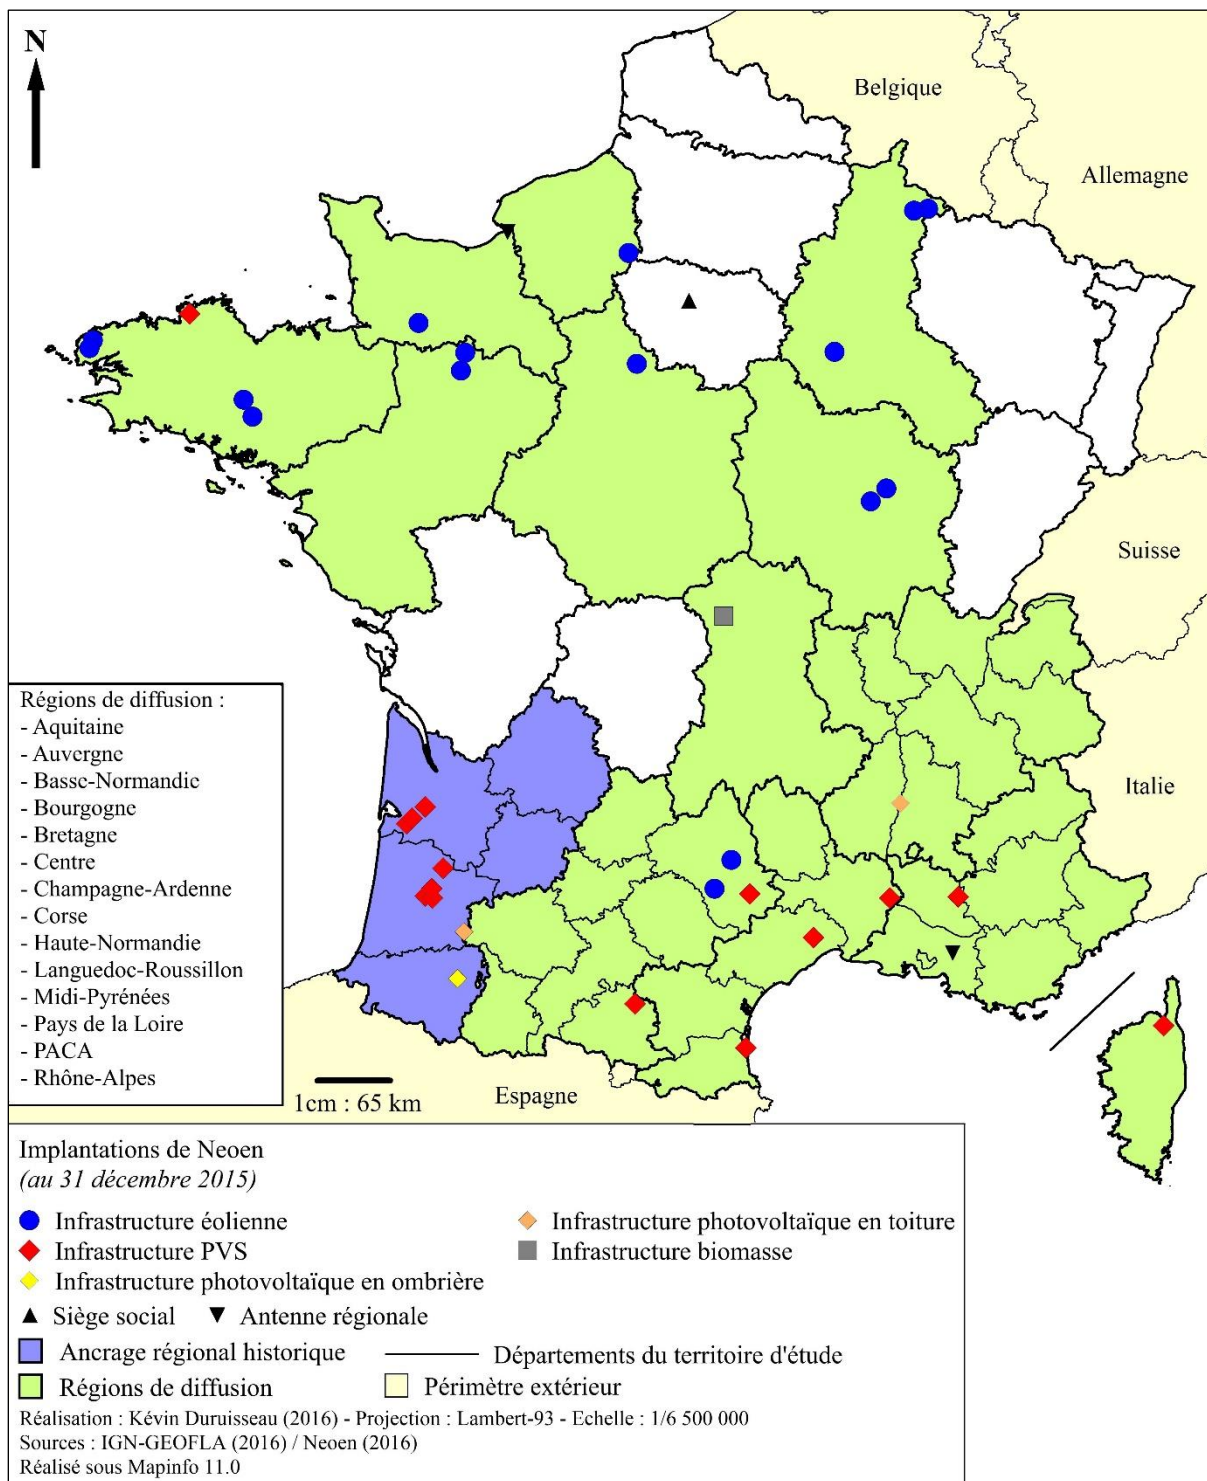 N
Belgique
Allemagne
Suisse
Italie
Régions de diffusion :
- Aquitaine
- Auvergne
- Basse-Normandie
- Bourgogne
- Bretagne
- Centre
- Champagne-Ardenne
- Corse
- Haute-Normandie
- Languedoc-Roussillon
- Midi-Pyrénées
- Pays de la Loire
- PACA
- Rhône-Alpes
1cm : 65 km
Espagne
Implantations de Neoen
(au 31 décembre 2015)
Infrastructure éolienne
Infrastructure photovoltaïque en toiture
Infrastructure PVS
Infrastructure biomasse
Infrastructure photovoltaïque en ombrière
Siège social
Antenne régionale
Ancrage régional historique
Départements du territoire d'étude
Régions de diffusion
Périmètre extérieur
Réalisation : Kévin Duruisseau (2016) - Projection : Lambert-93 - Echelle : 1/6 500 000
Sources : IGN-GEOFLA (2016) / Neoen (2016)
Réalisé sous Mapinfo 11.0